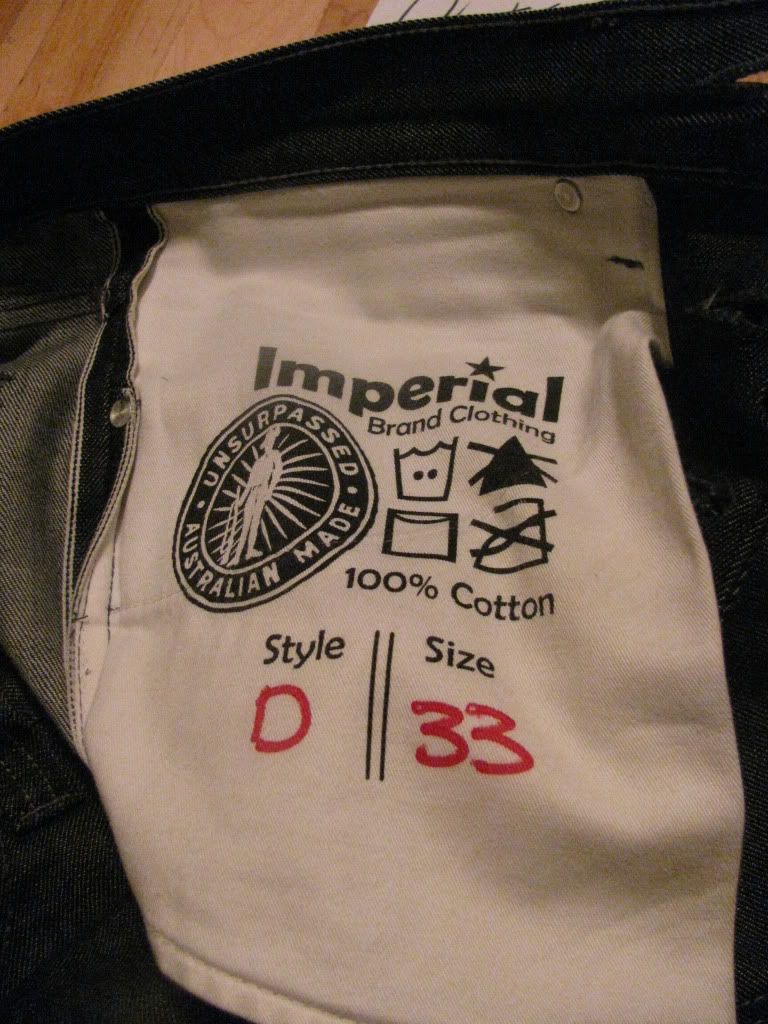 Imperial
Brand Clothing
UNSURPASSED
AUSTRALIAN MADE
100% Cotton
Style
Size
D
33